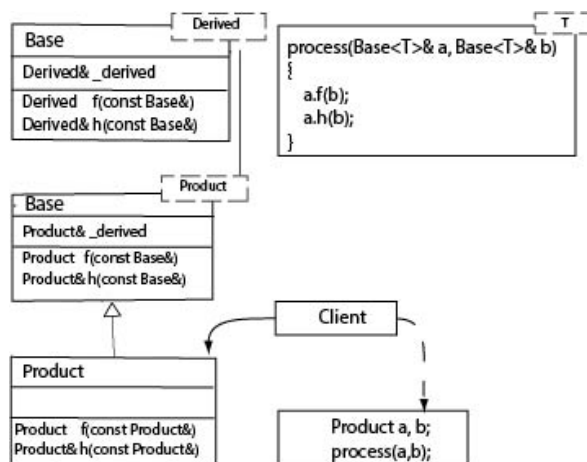 Derived
Base
Derived& _derived
Derived f(const Base&)
Derived& h(const Base&)
T
process(Base<T>& a, Base<T>& b)
{
a.f(b);
a.h(b);
}
Product
Base
Product& _derived
Product f(const Base&)
Product& h(const Base&)
Client
Product
Product f(const Product&)
Product& h(const Product&)
Product a, b;
process(a,b);